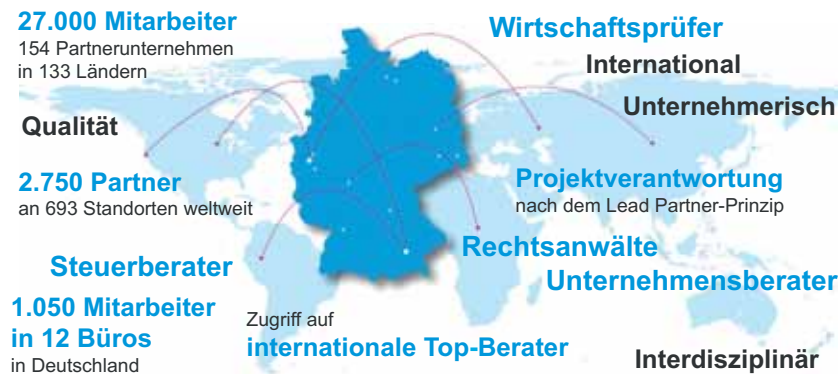 27.000 Mitarbeiter
154 Partnerunternehmen
in 133 Ländern
Wirtschaftsprüfer
International
Unternehmerisch
Qualität
2.750 Partner
an 693 Standorten weltweit
Projektverantwortung
nach dem Lead Partner-Prinzip
Rechtsanwälte
Steuerberater
Unternehmensberater
1.050 Mitarbeiter
in 12 Büros
in Deutschland
Zugriff auf
internationale Top-Berater
Interdisziplinär